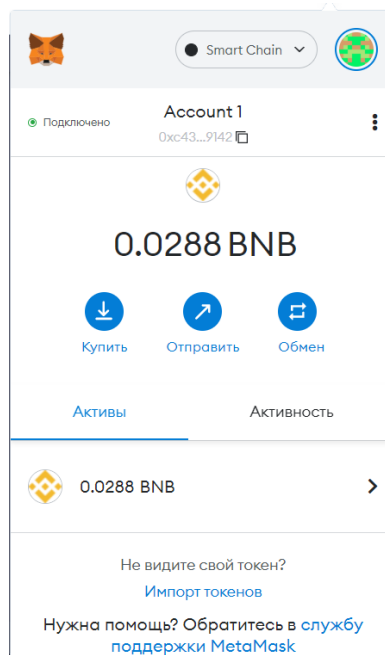 Smart Chain
Подключено
Account 1
0xc43...9142
0.0288 BNB
Купить Отправить Обмен
Активы Активность
0.0288 BNB
Не видите свой токен?
Импорт токенов
Нужна помощь? Обратитесь в службу
поддержки MetaMask